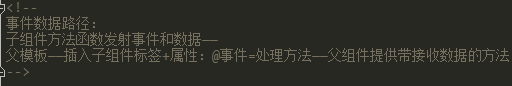 <!--
事件数据路径：
子组件方法函数发射事件和数据——
父模板——插入子组件标签+属性：@事件=处理方法——父组件提供带接收数据的方法
-->